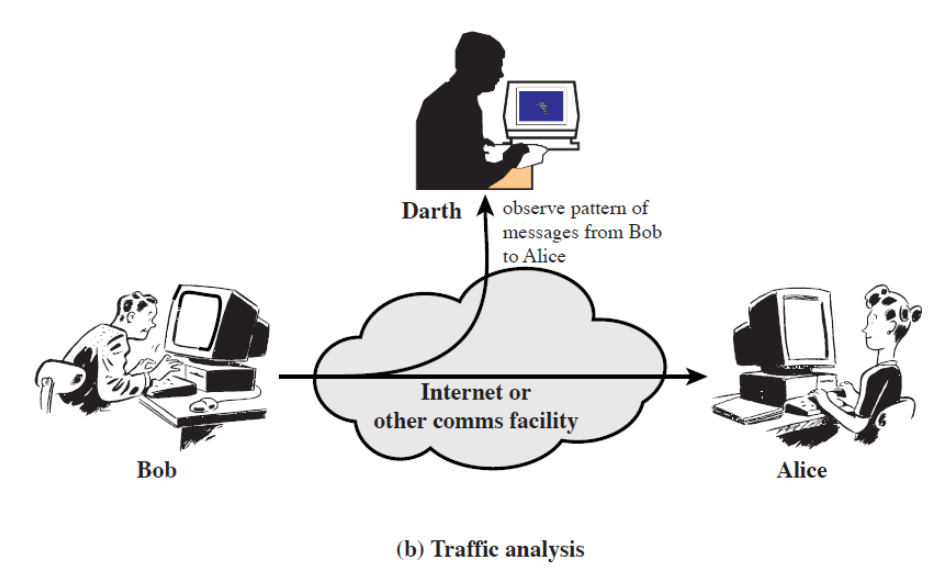 Darth
observe pattern of
messages from Bob
to Alice
Internet or
other comms facility
Bob
Alice
(b) Traffic analysis